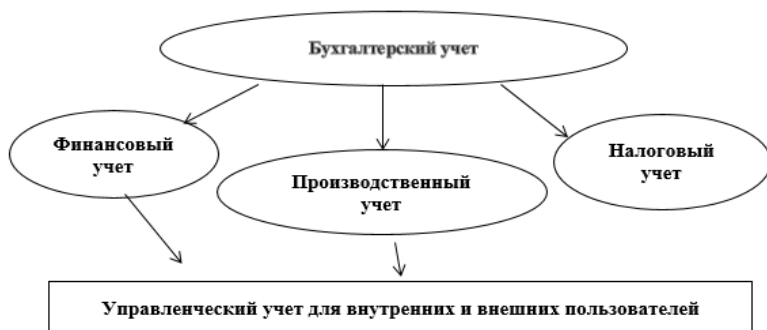 Бухгалтерский учет
Финансовый
учет
Производственный
учет
Налоговый
учет
Управленческий учет для внутренних и внешних пользователей